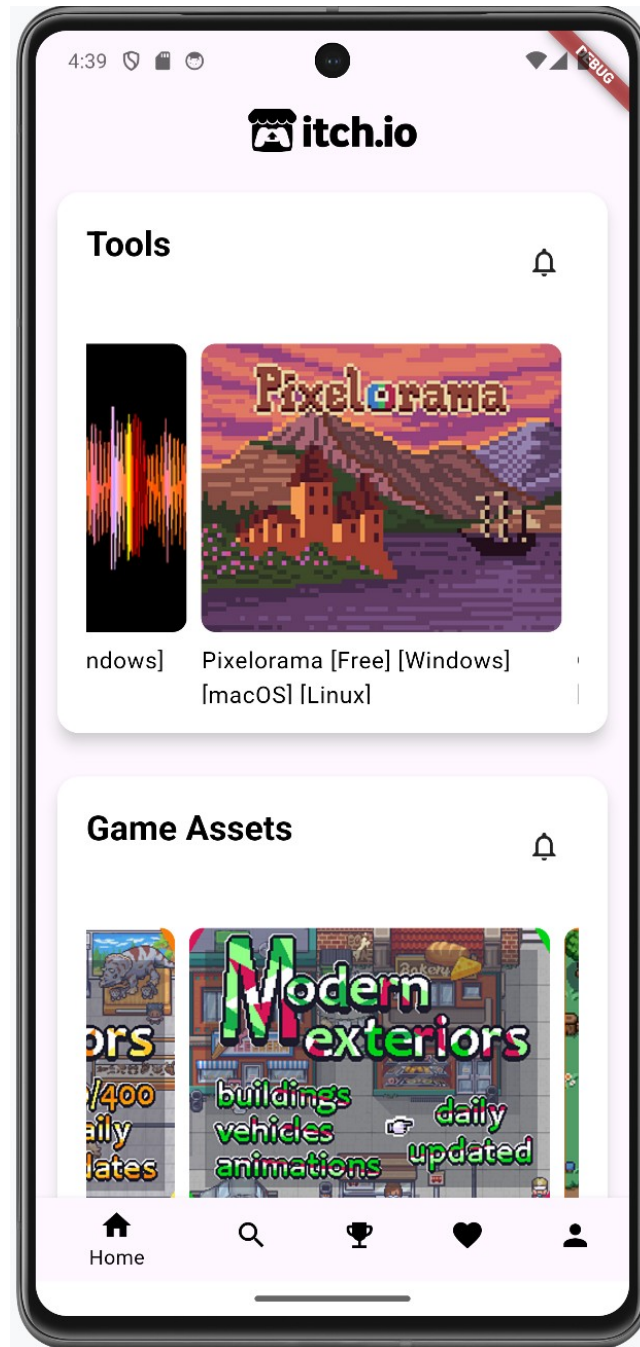 4:39
DEBUG
itch.io
Tools
Pixelorama
ndows]
Pixelorama [Free] [Windows]
[macOS] [Linux]
Game Assets
ors
/400
aily
dates
Modern
exteriors
Bakery
buildings
vehicles
animations
daily
updated
Home